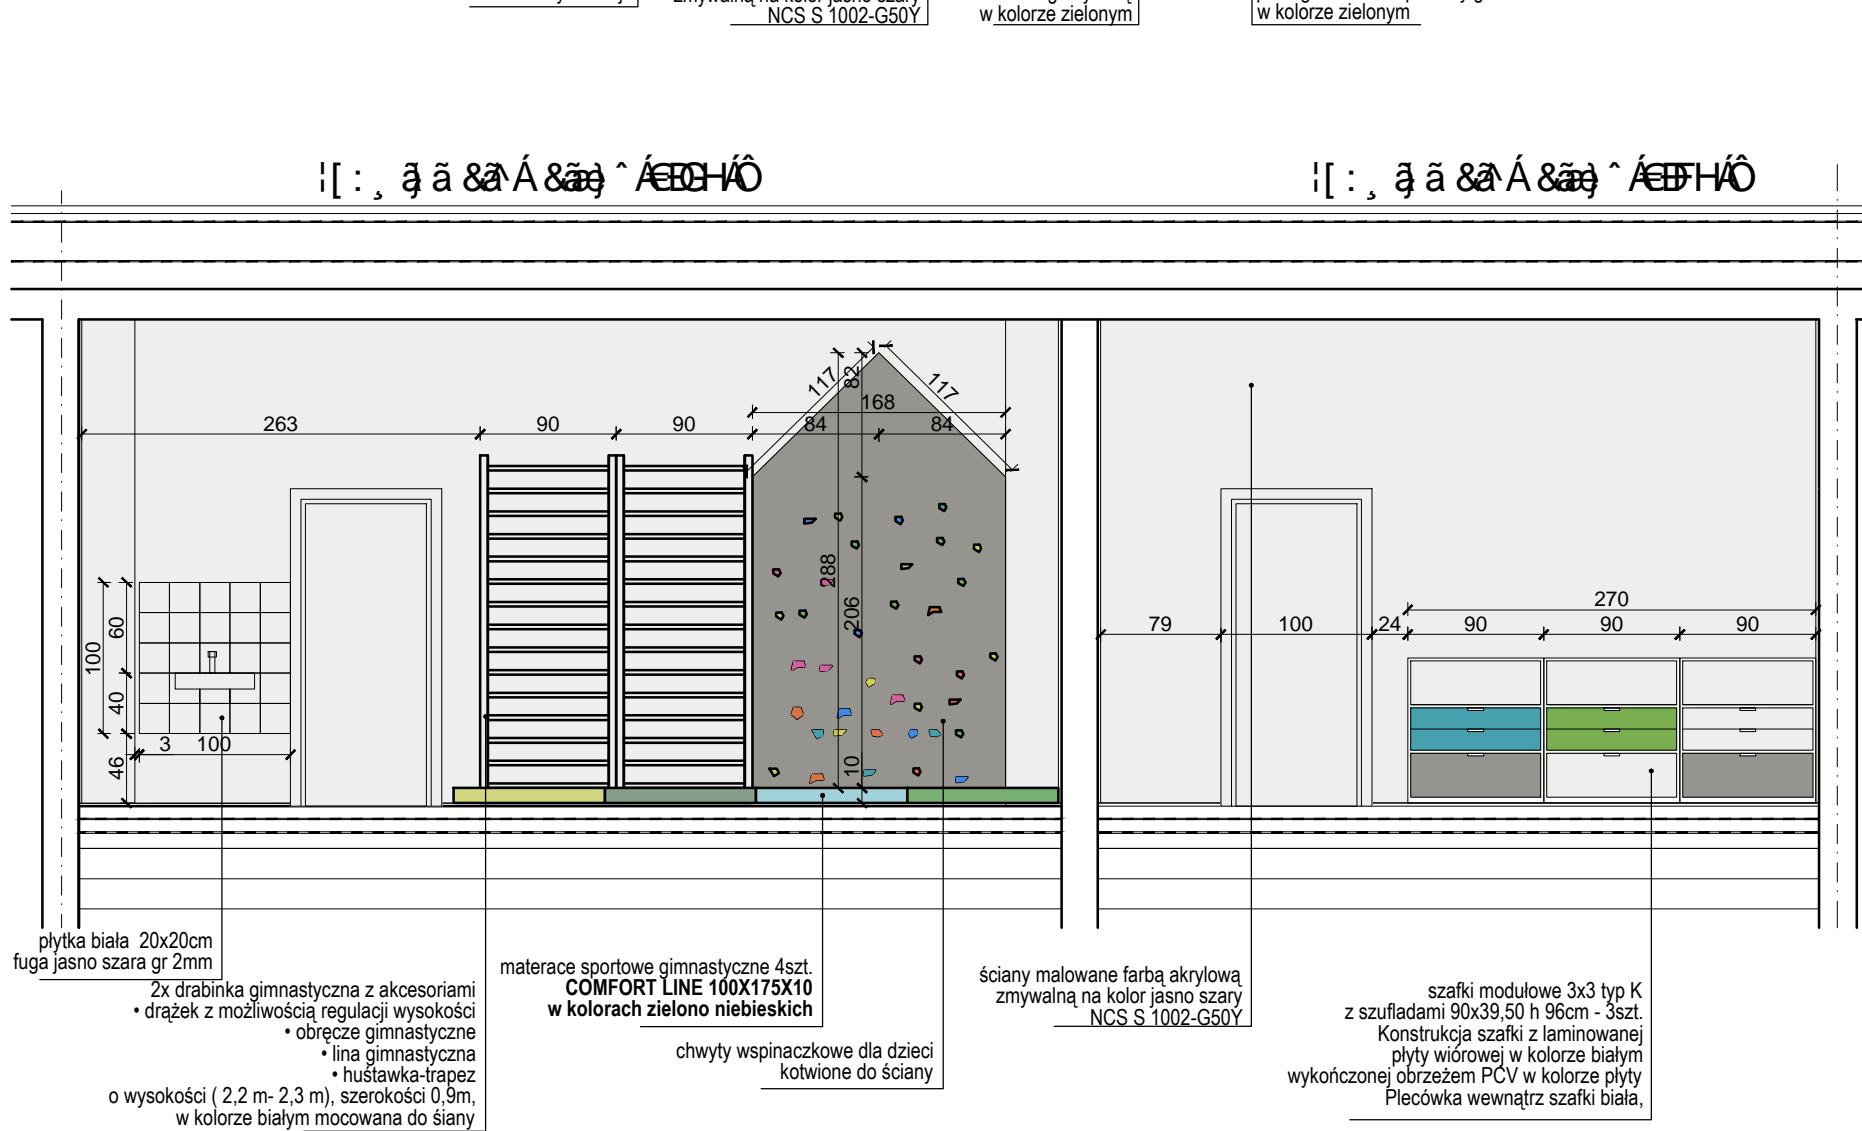 NCS S 1002-G50Y
w kolorze zielonym
w kolorze zielonym
263
90
90
117
82
117
168
84
84
288
206
10
100
60
40
46
3
100
79
100
24
270
90
90
90
płytka biała 20x20cm
fuga jasno szara gr 2mm
2x drabinka gimnastyczna z akcesoriami
• drążek z możliwością regulacji wysokości
• obręcze gimnastyczne
• lina gimnastyczna
• huśtawka-trapez
o wysokości ( 2,2 m- 2,3 m), szerokości 0,9m,
w kolorze białym mocowana do śiany
materace sportowe gimnastyczne 4szt.
COMFORT LINE 100X175X10
w kolorach zielono niebieskich
chwyty wspinaczkowe dla dzieci
kotwione do ściany
ściany malowane farbą akrylową
zmywalną na kolor jasno szary
NCS S 1002-G50Y
szafki modułowe 3x3 typ K
z szufladami 90x39,50 h 96cm - 3szt.
Konstrukcja szafki z laminowanej
płyty wiórowej w kolorze białym
wykończonej obrzeżem PCV w kolorze płyty
Plecówka wewnątrz szafki biała,